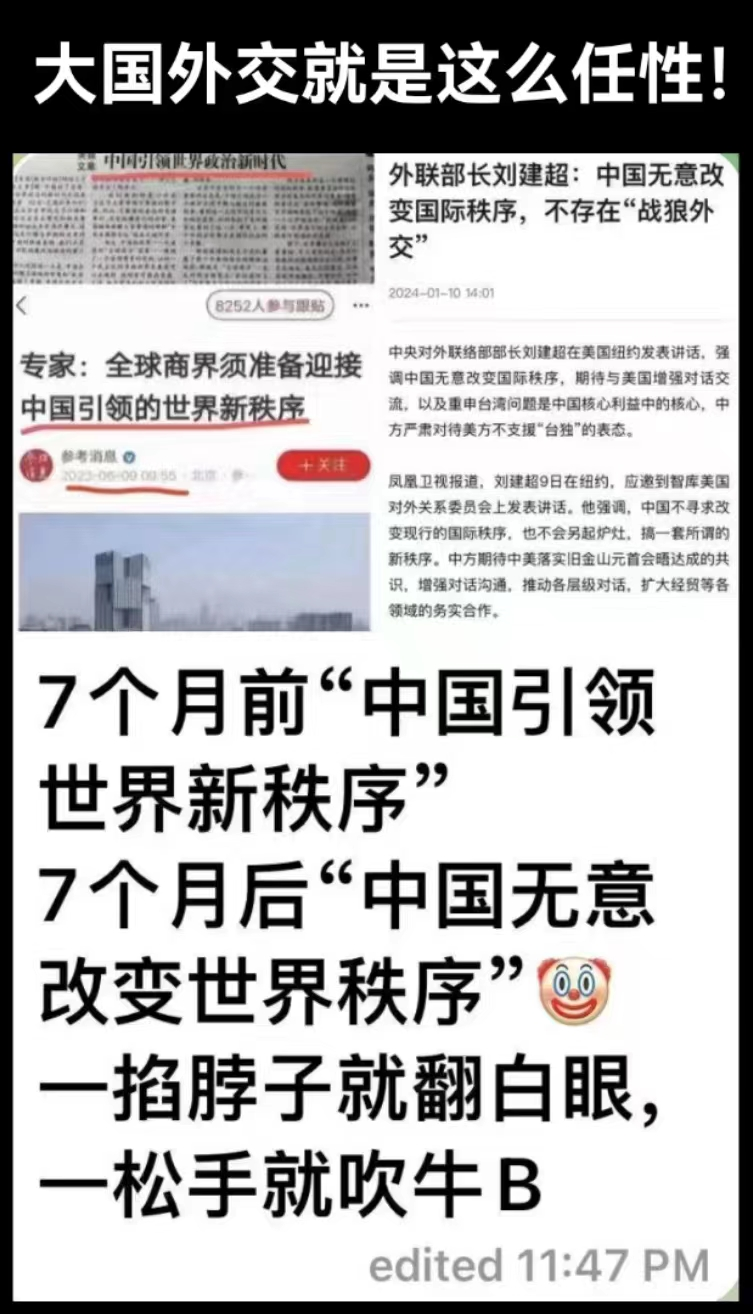 大国外交就是这么任性!
中国引领世界政治新时代
8252人参与跟贴
专家：全球商界须准备迎接
中国引领的世界新秩序
参考消息
2023-06-09 09:55 · 北京 · 参…
＋关注
外联部长刘建超：中国无意改
变国际秩序，不存在“战狼外
交”
2024-01-10 14:01
中央对外联络部部长刘建超在美国纽约发表讲话，强
调中国无意改变国际秩序，期待与美国增强对话交
流，以及重申台湾问题是中国核心利益中的核心，中
方严肃对待美方不支援“台独”的表态。
凤凰卫视报道，刘建超9日在纽约，应邀到智库美国
对外关系委员会上发表讲话。他强调，中国不寻求改
变现行的国际秩序，也不会另起炉灶，搞一套所谓的
新秩序。中方期待中美落实旧金山元首会晤达成的共
识，增强对话沟通，推动各层级对话，扩大经贸等各
领域的务实合作。
7个月前“中国引领
世界新秩序”
7个月后“中国无意
改变世界秩序”🤡
一掐脖子就翻白眼，
一松手就吹牛B
edited 11:47 PM